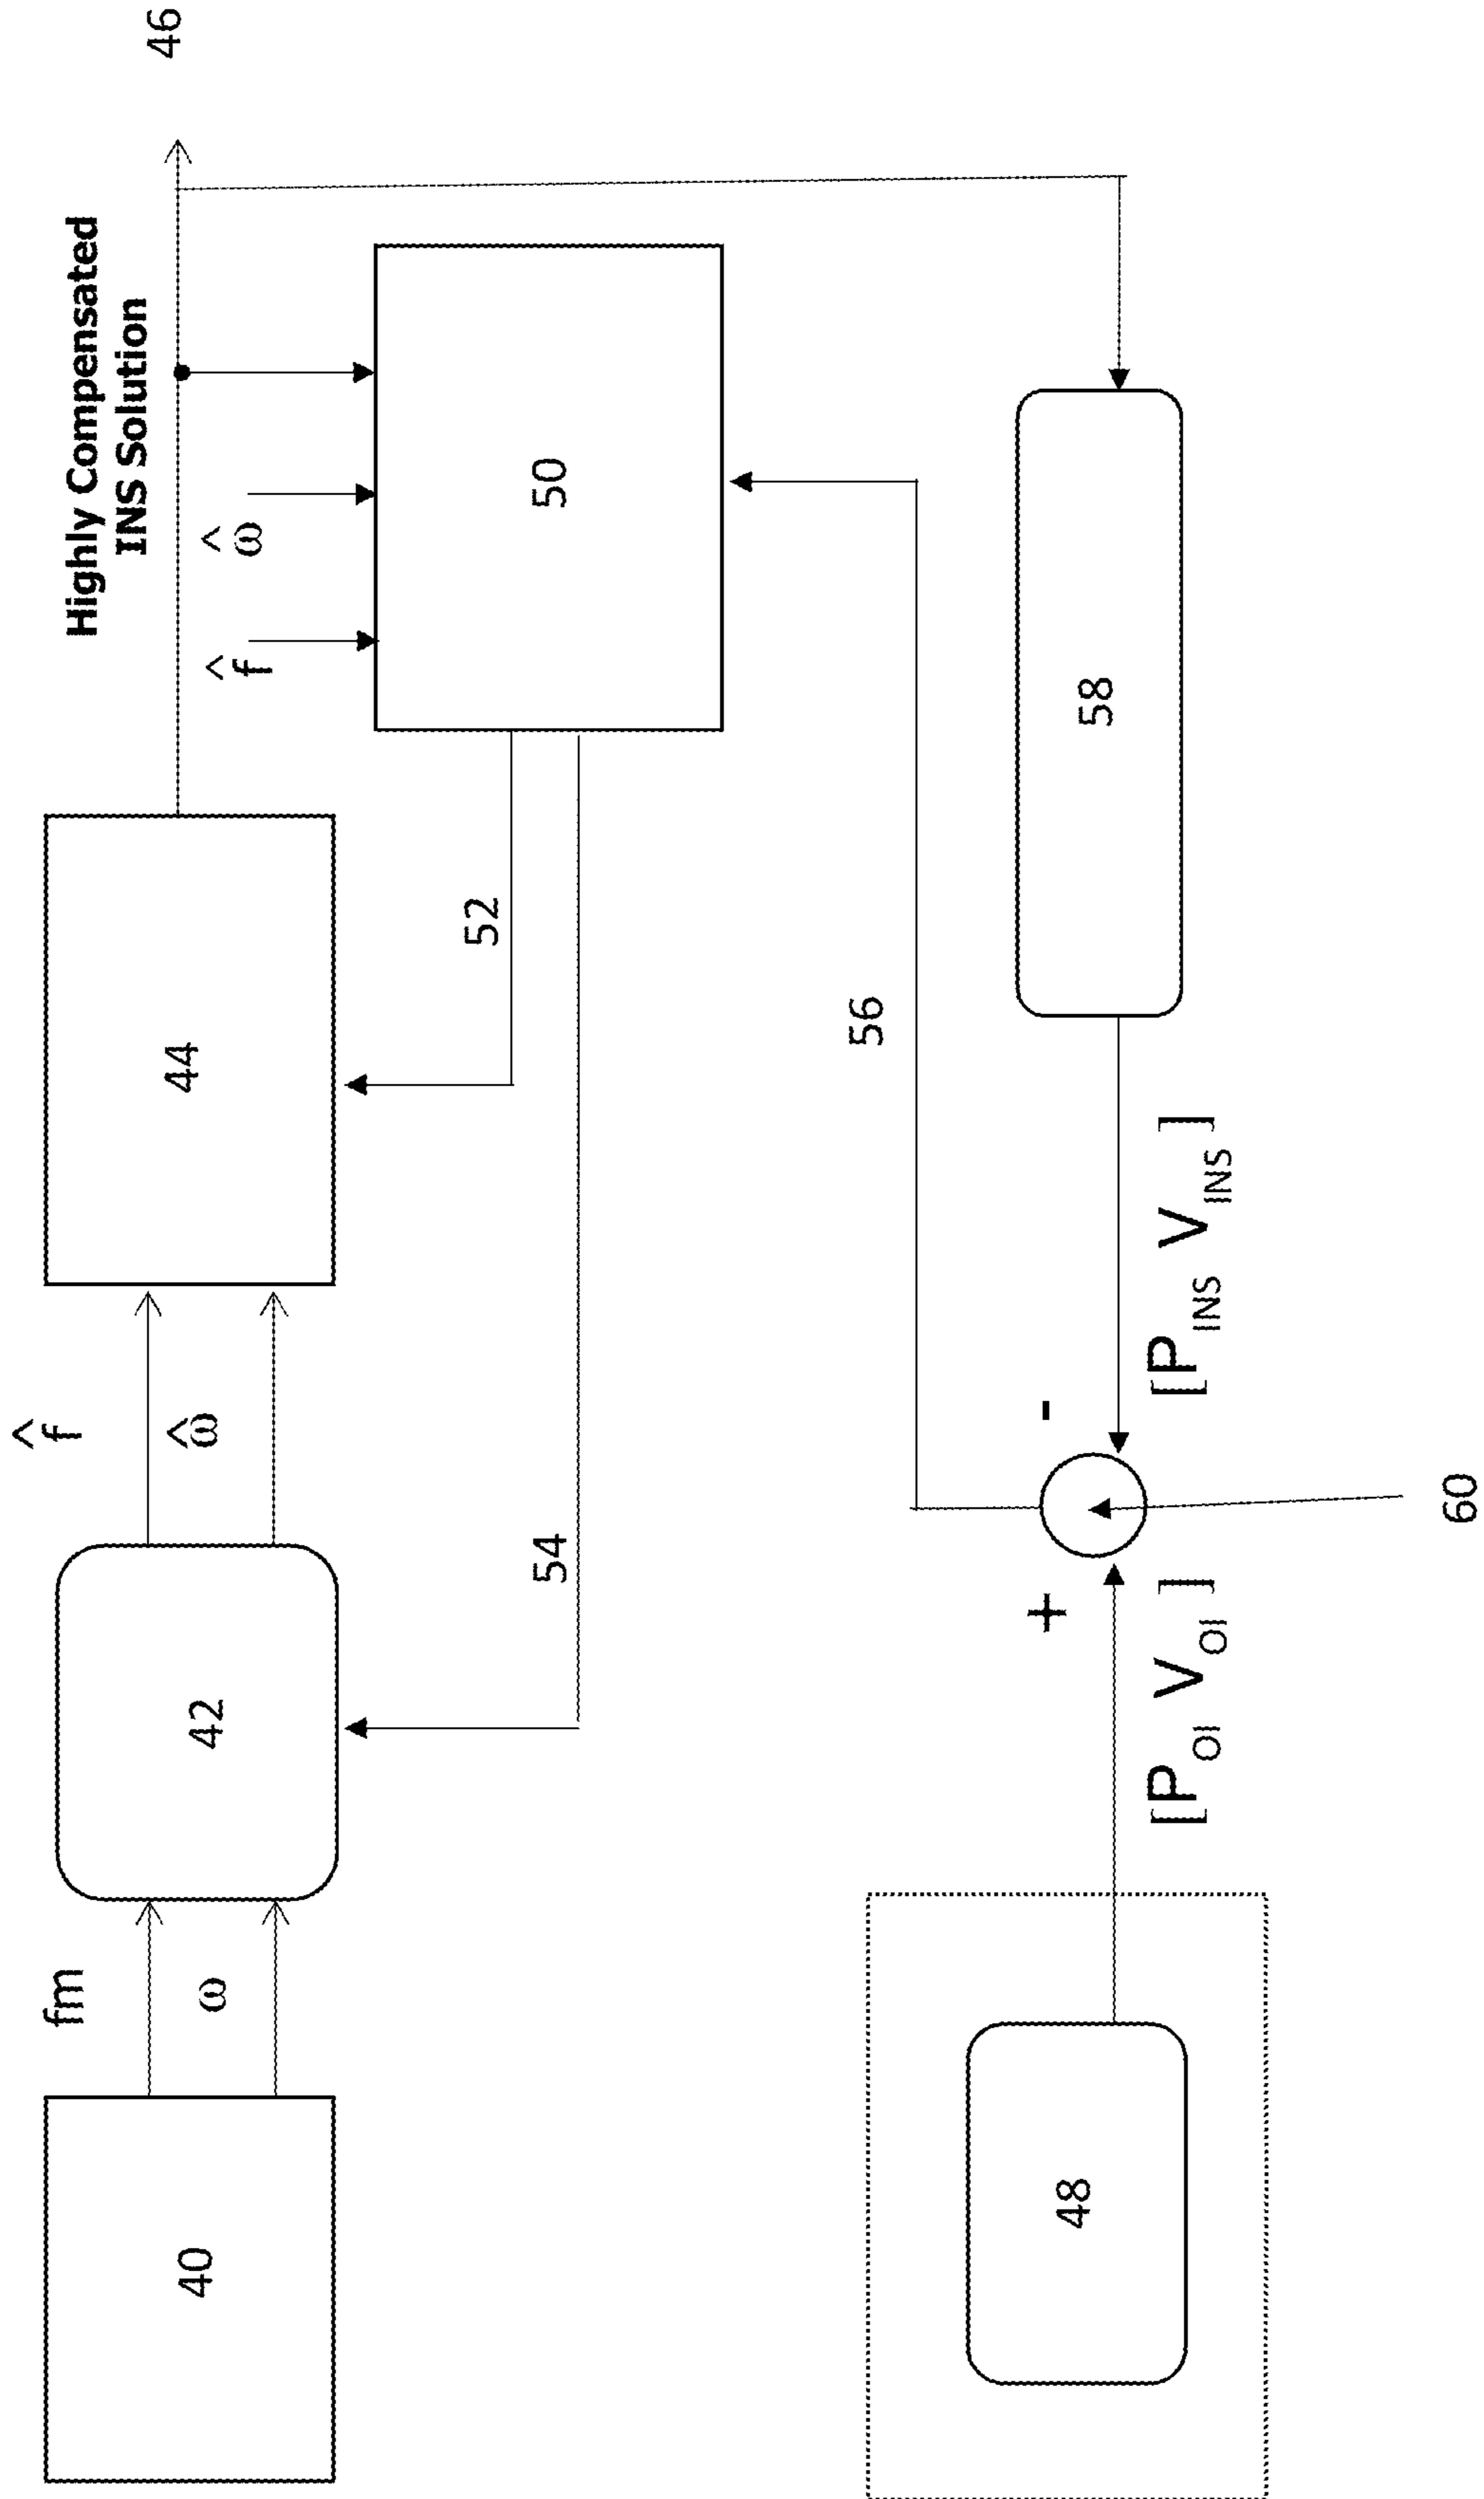 46
Highly Compensated
INS Solution
fm
ω
^
f
^
ω
40
42
44
^
f
^
ω
50
52
54
56
48
+
-
[P_OI V_OI ]
[P_INS V_INS ]
58
60